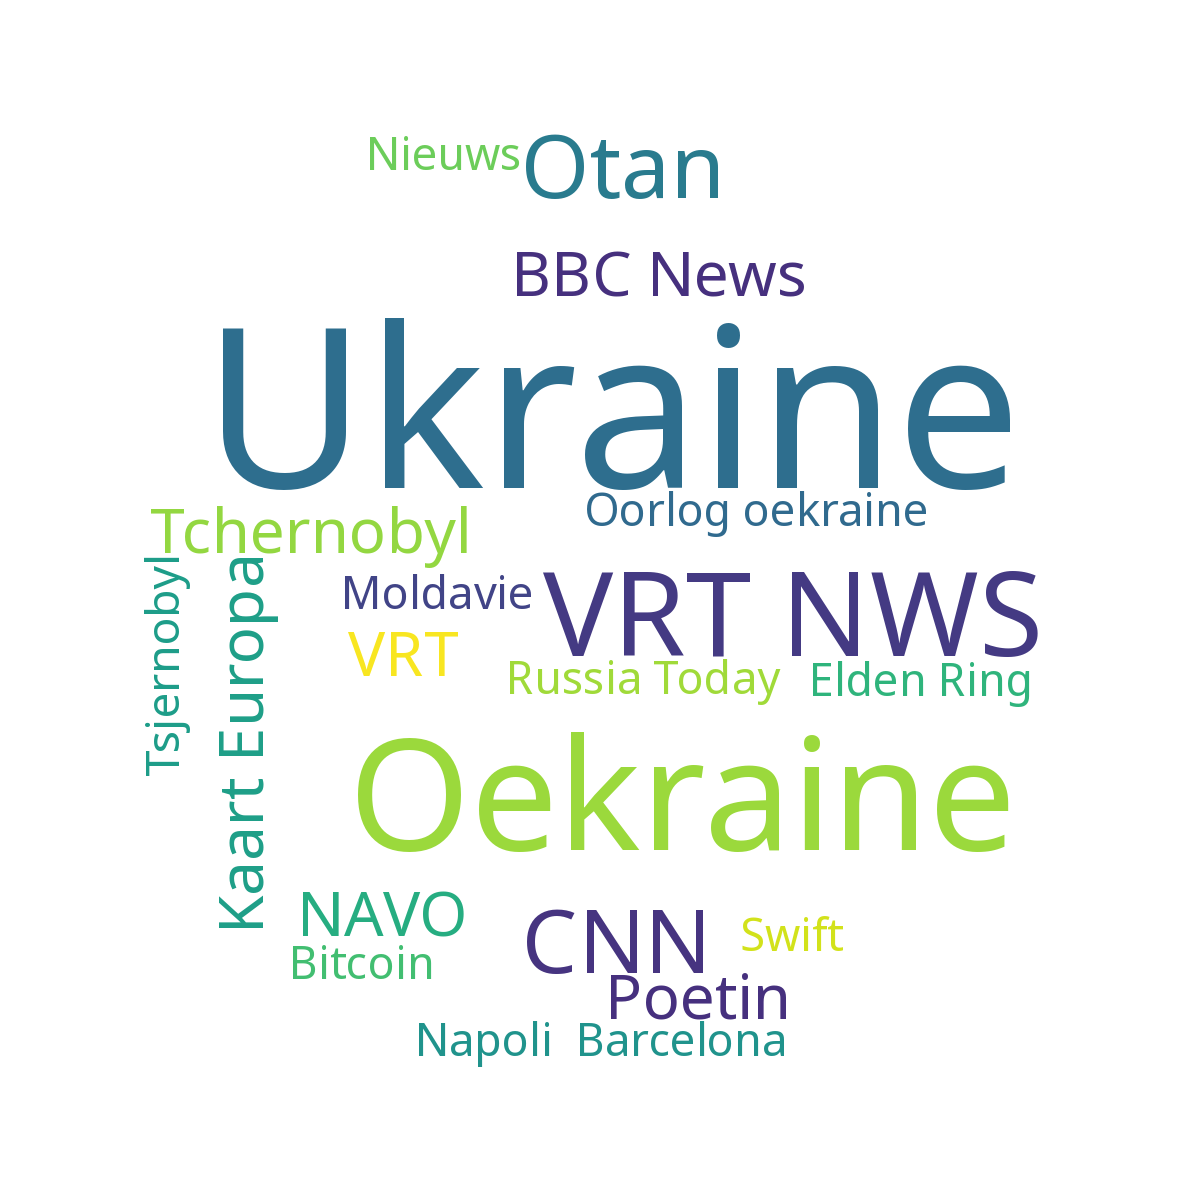 Nieuws
Otan
BBC News
Ukraine
Oorlog oekraine
Tchernobyl
Tsjernobyl
Kaart Europa
Moldavie
VRT NWS
VRT
Russia Today
Elden Ring
Oekraine
NAVO
CNN
Swift
Bitcoin
Poetin
Napoli Barcelona